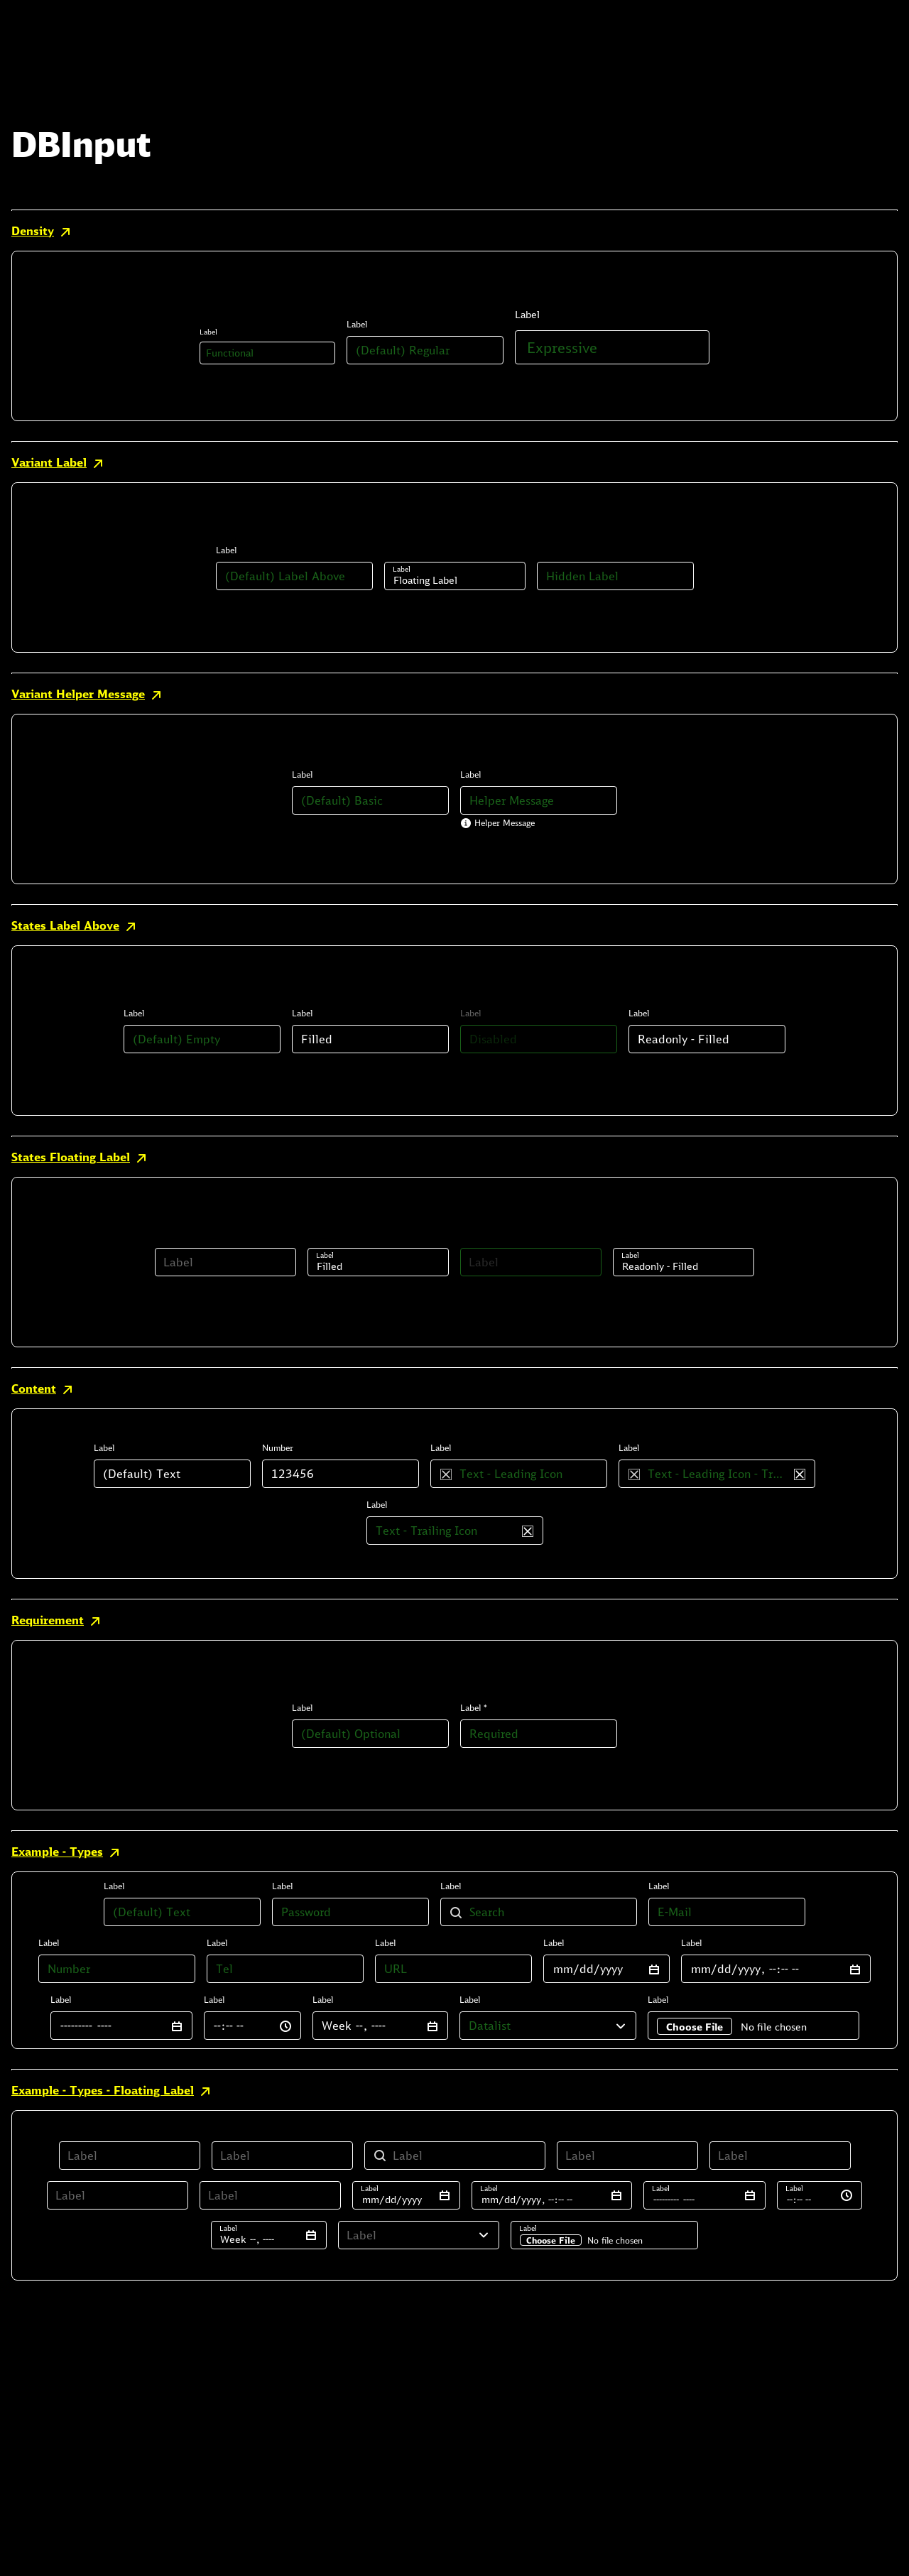 DBInput
Density
Label
Label
Label
Functional
(Default) Regular
Expressive
Variant Label
Label
(Default) Label Above
Label
Floating Label
Hidden Label
Variant Helper Message
Label
Label
(Default) Basic
Helper Message
Helper Message
States Label Above
Label
Label
Label
Label
(Default) Empty
Filled
Disabled
Readonly - Filled
States Floating Label
Label
Label
Filled
Label
Label
Readonly - Filled
Content
Label
Number
Label
Label
(Default) Text
123456
Text - Leading Icon
Text - Leading Icon - Tr...
Label
Text - Trailing Icon
Requirement
Label
Label *
(Default) Optional
Required
Example - Types
Label
Label
Label
Label
(Default) Text
Password
Search
E-Mail
Label
Label
Label
Label
Label
Number
Tel
URL
mm/dd/yyyy
mm/dd/yyyy, --:-- --
Label
Label
Label
Label
Label
--------- ----
--:-- --
Week --, ----
Datalist
Choose File No file chosen
Example - Types - Floating Label
Label
Label
Label
Label
Label
Label
Label
Label
mm/dd/yyyy
Label
mm/dd/yyyy, --:-- --
Label
--------- ----
Label
--:-- --
Label
Week --, ----
Label
Label
Choose File No file chosen